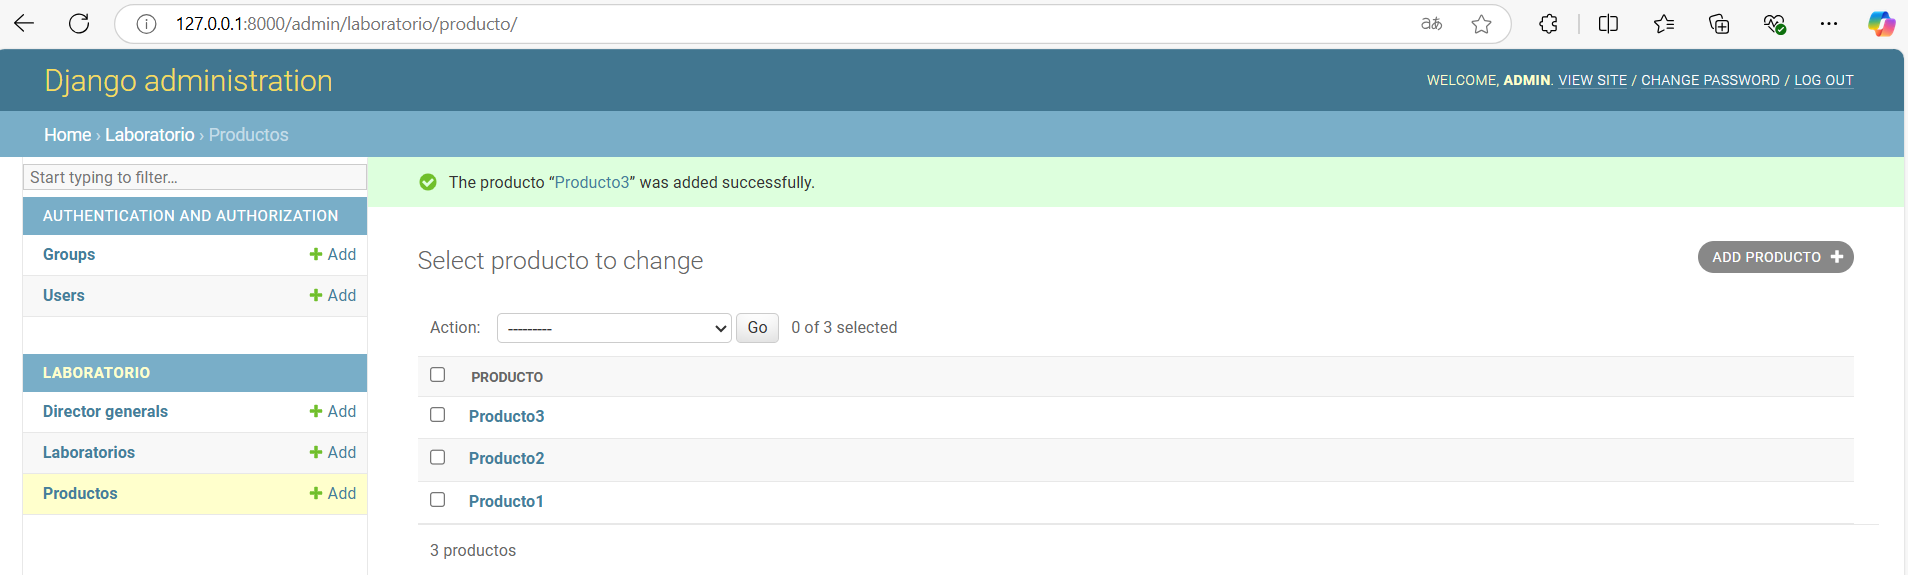 127.0.0.1:8000/admin/laboratorio/producto/
aあ
Django administration
WELCOME, ADMIN. VIEW SITE / CHANGE PASSWORD / LOG OUT
Home › Laboratorio › Productos
Start typing to filter...
The producto “Producto3” was added successfully.
AUTHENTICATION AND AUTHORIZATION
Groups + Add
Users + Add
Select producto to change
ADD PRODUCTO +
Action: --------- Go 0 of 3 selected
LABORATORIO
Director generals + Add
Laboratorios + Add
Productos + Add
PRODUCTO
Producto3
Producto2
Producto1
3 productos